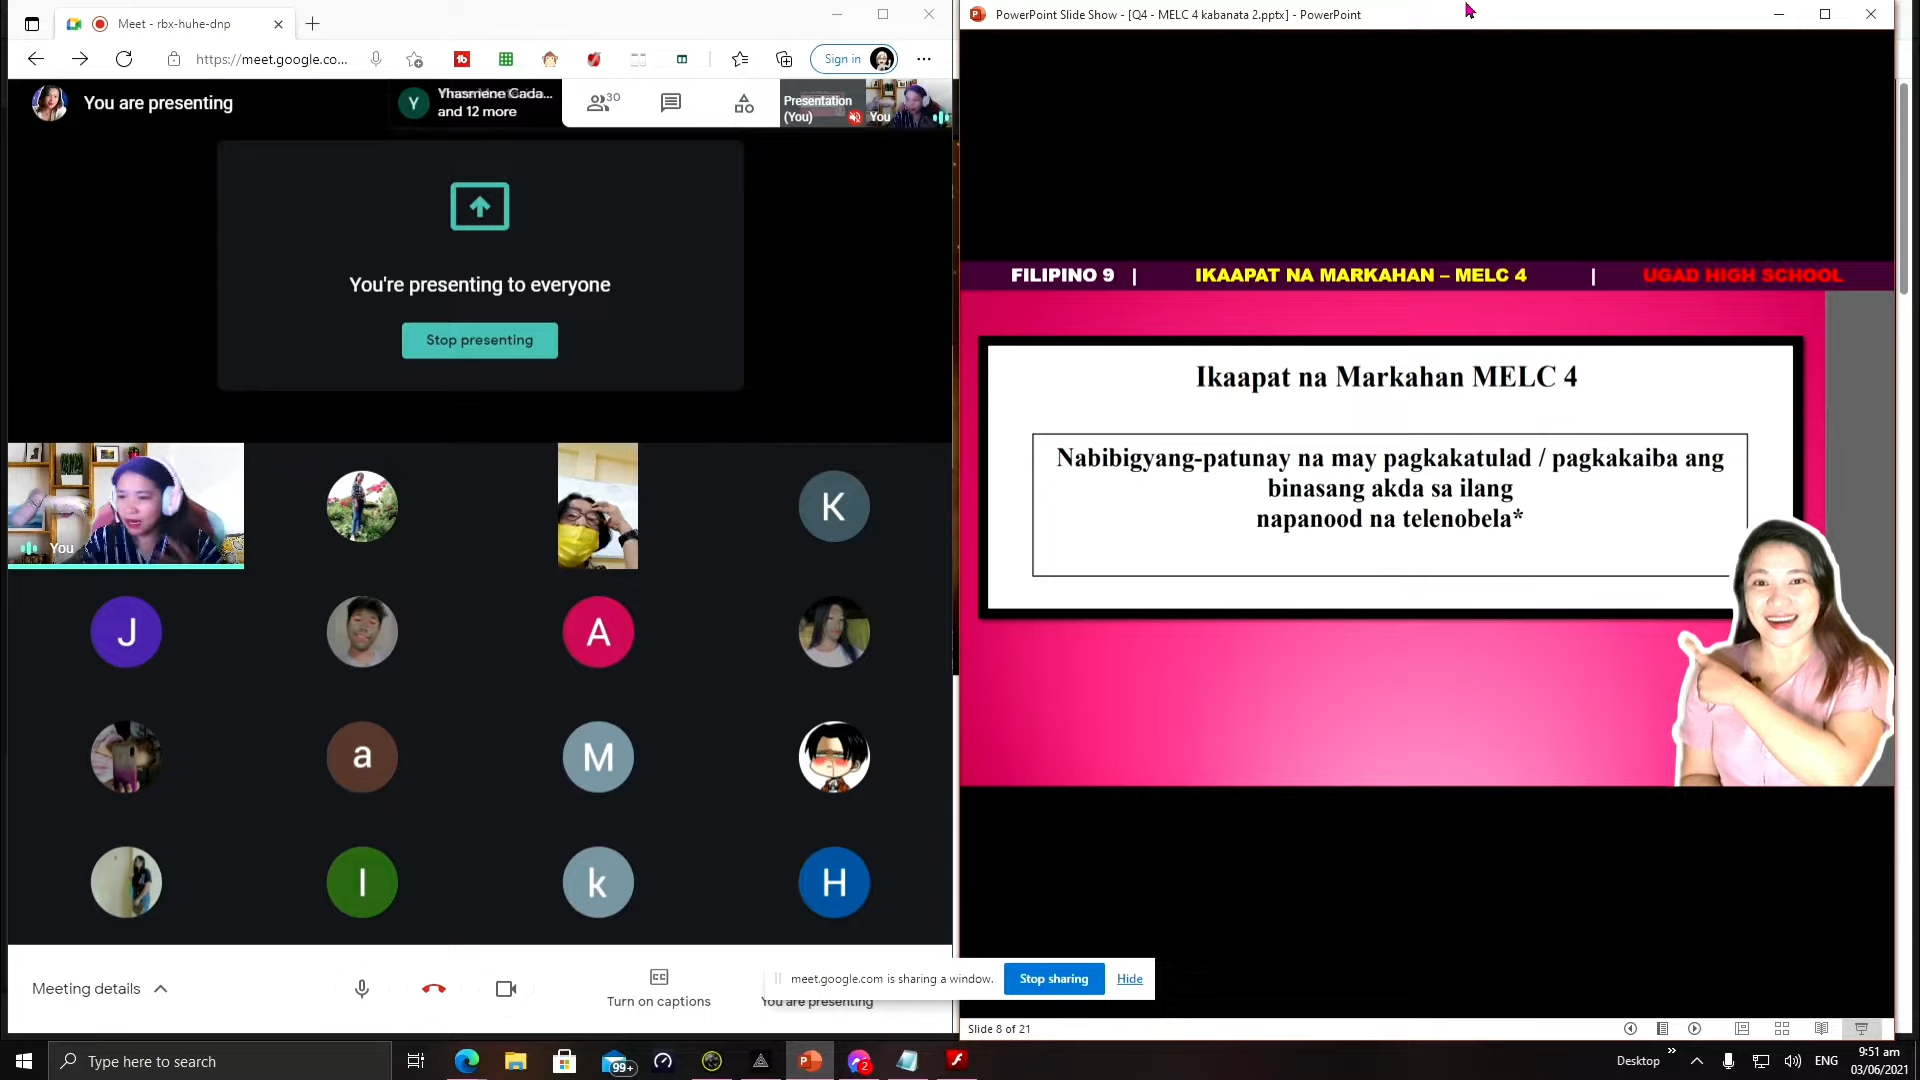 Meet - rbx-huhe-dnp
https://meet.google.co...
Sign in
You are presenting
Y
Yhasmene Cada...
and 12 more
30
Presentation
(You)
You
You're presenting to everyone
Stop presenting
You
K
J
A
a
M
l
k
H
Meeting details
Turn on captions
You are presenting
meet.google.com is sharing a window.
Stop sharing
Hide
PowerPoint Slide Show - [Q4 - MELC 4 kabanata 2.pptx] - PowerPoint
FILIPINO 9 | IKAAPAT NA MARKAHAN – MELC 4 | UGAD HIGH SCHOOL
Ikaapat na Markahan MELC 4
Nabibigyang-patunay na may pagkakatulad / pagkakaiba ang
binasang akda sa ilang
napanood na telenobela*
Slide 8 of 21
Type here to search
99+
2
Desktop
ENG
9:51 am
03/06/2021